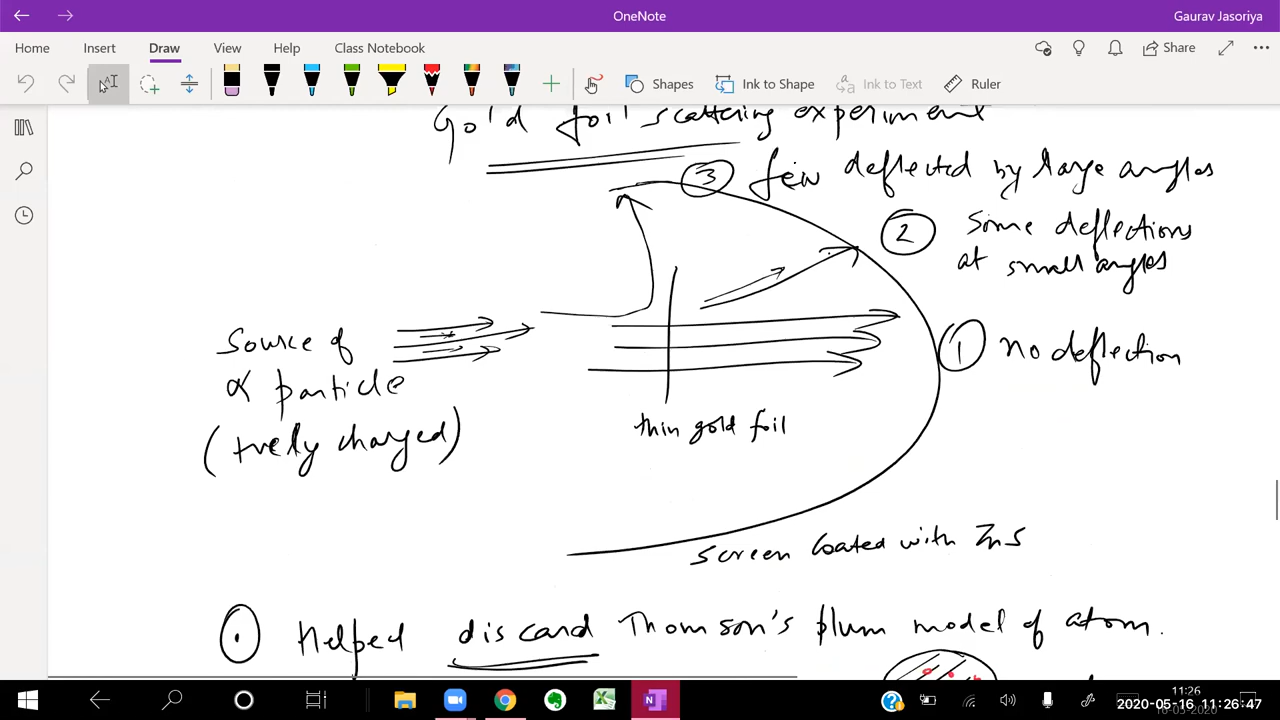 OneNote
Gaurav Jasoriya
Home Insert Draw View Help Class Notebook
Share
Shapes Ink to Shape Ink to Text Ruler
Gold foil scattering experiment
3 few deflected by large angles
2 Some deflections
at small angles
1 no deflection
Source of
α particle
(+vely charged)
thin gold foil
Screen coated with ZnS
Helped discard Thomson's plum model of atom.
11:26
2020-05-16 11:26:47